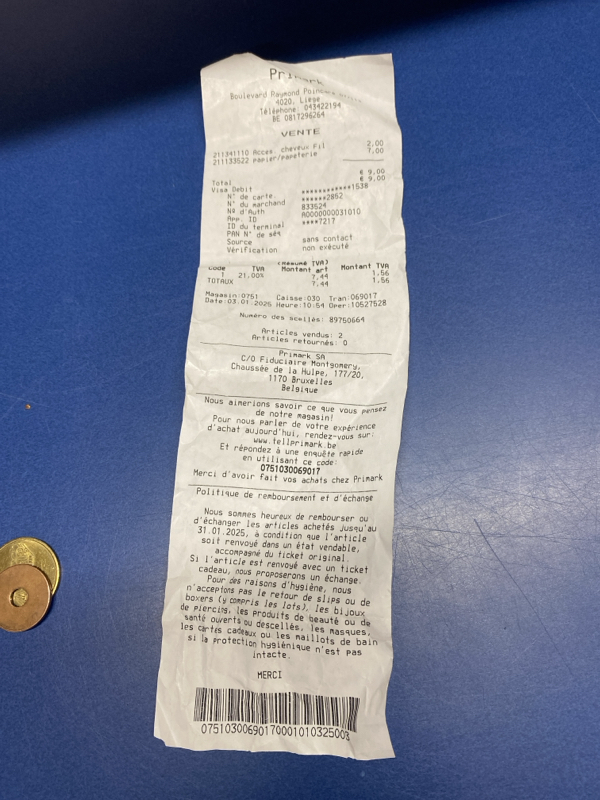 Primark
Boulevard Raymond
4020, Liege
Téléphone: 043422194
BE 0817296764
VENTE
211341110 Acces. cheveux Fil 2,00
211133522 papier/papeterie 7,00
€ 9,00
Total € 9,00
Visa Debit
N° de carte ************1538
N° du marchand ******2852
N° d'Auth 833524
App. ID A0000000031010
ID du terminal ****7217
PAN N° de séq
Source sans contact
Vérification non exécuté
(Résumé TVA)
Code TVA Montant art Montant TVA
1 21,00% 7,44 1,56
TOTAUX 7,44 1,56
Magasin:0751 Caisse:030 Tran:069017
Date:03.01.2025 Heure:10:54 Oper:10527528
Numéro des scellés: 89750664
Articles vendus: 2
Articles retournés: 0
Primark SA
C/O Fiduciaire Montgomery,
Chaussée de la Hulpe, 177/20,
1170 Bruxelles
Belgique
Nous aimerions savoir ce que vous pensez
de notre magasin!
Pour nous parler de votre expérience
d'achat aujourd'hui, rendez-vous sur:
www.tellprimark.be
Et répondez à une enquête rapide
en utilisant ce code:
0751030069017
Merci d'avoir fait vos achats chez Primark
Politique de remboursement et d'échange
Nous sommes heureux de rembourser ou
d'échanger les articles achetés jusqu'au
31.01.2025, à condition que l'article
soit renvoyé dans un état vendable,
accompagné du ticket original.
Si l'article est renvoyé avec un ticket
cadeau, nous proposerons un échange.
Pour des raisons d'hygiène, nous
n'acceptons pas le retour de slips ou de
boxers (y compris les lots), les bijoux
de piercing, les produits de beauté ou de
santé ouverts ou descellés, les masques,
les cartes cadeaux ou les maillots de bain
si la protection hygiénique n'est pas
intacte.
MERCI
07510300690170001010325003